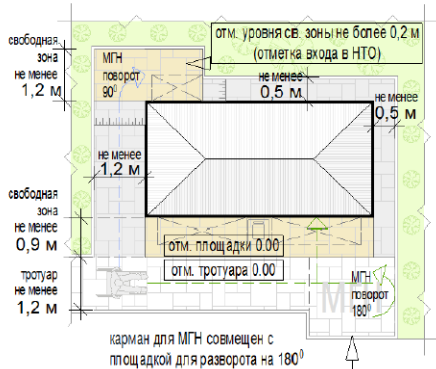 отм. уровня св. зоны не более 0,2 м
(отметка входа в НТО)
свободная
зона
не менее
1,2 м
МГН
поворот
90⁰
не менее
0,5 м
0,5 м
не менее
не менее
1,2 м
свободная
зона
не менее
0,9 м
отм. площадки 0.00
отм. тротуара 0.00
тротуар
не менее
1,2 м
МГН
МГН
поворот
180⁰
карман для МГН совмещен с
площадкой для разворота на 180⁰